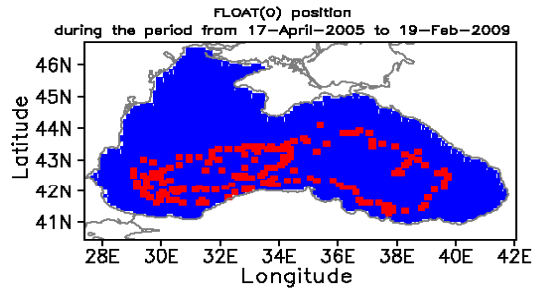 FLOAT(0) position
during the period from 17-April-2005 to 19-Feb-2009
46N
45N
44N
43N
42N
41N
Latitude
28E 30E 32E 34E 36E 38E 40E 42E
Longitude